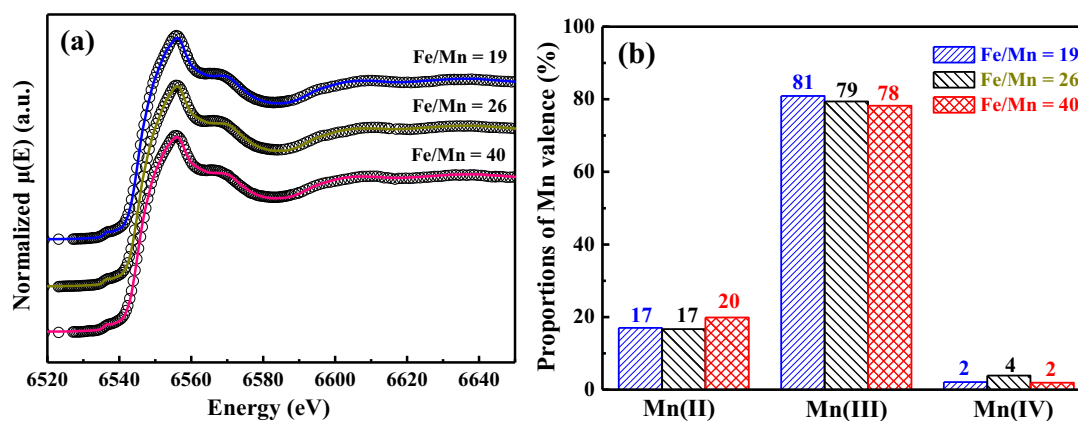 (a)
Fe/Mn = 19
Fe/Mn = 26
Fe/Mn = 40
Normalized μ(E) (a.u.)
6520 6540 6560 6580 6600 6620 6640
Energy (eV)
(b)
Fe/Mn = 19
Fe/Mn = 26
Fe/Mn = 40
Proportions of Mn valence (%)
100
80
60
40
20
0
17 17 20
81 79 78
2 4 2
Mn(II) Mn(III) Mn(IV)